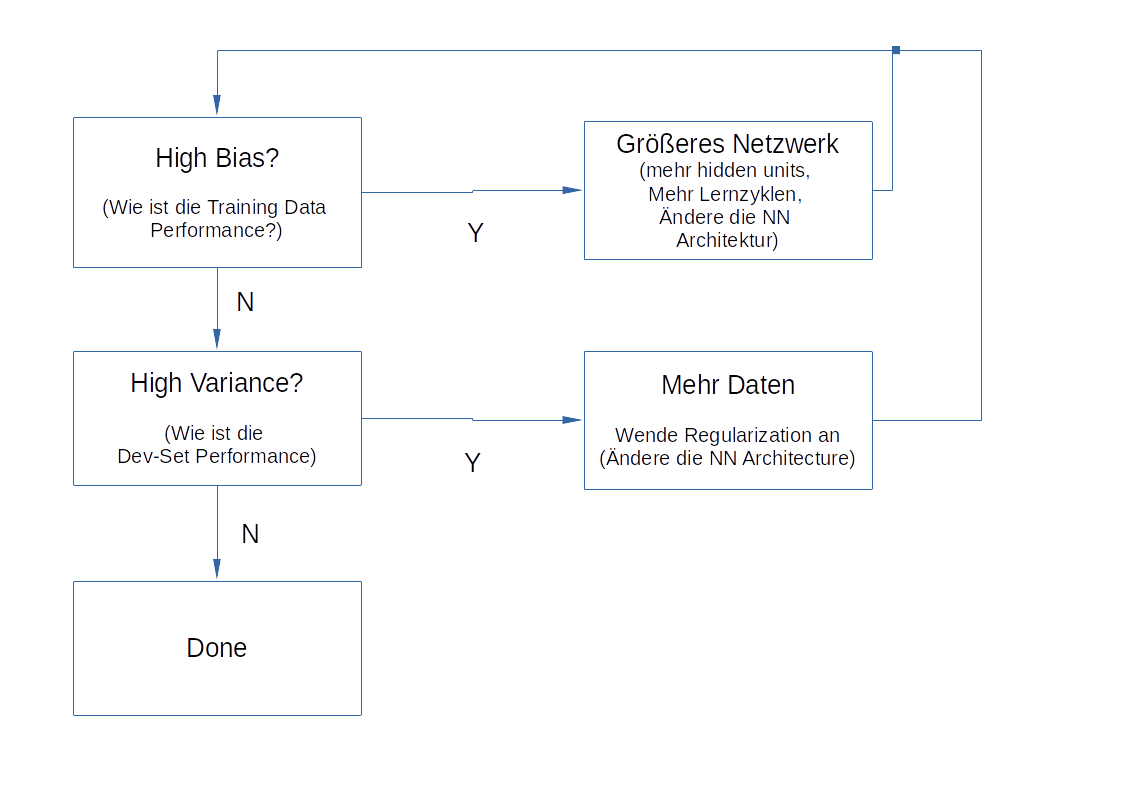 High Bias?
(Wie ist die Training Data
Performance?)
Y
Größeres Netzwerk
(mehr hidden units,
Mehr Lernzyklen,
Ändere die NN
Architektur)
N
High Variance?
(Wie ist die
Dev-Set Performance)
Y
Mehr Daten
Wende Regularization an
(Ändere die NN Architecture)
N
Done